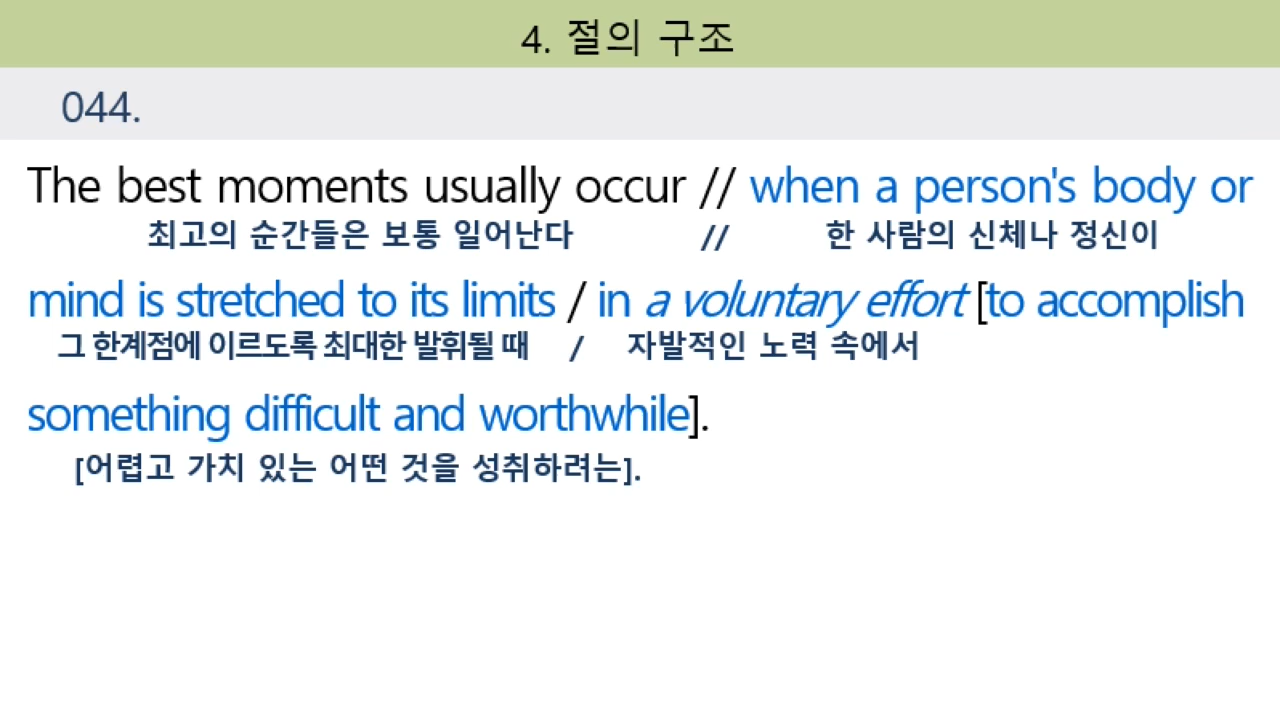 4. 절의 구조
044.
The best moments usually occur // when a person's body or
최고의 순간들은 보통 일어난다 // 한 사람의 신체나 정신이
mind is stretched to its limits / in a voluntary effort [to accomplish
그 한계점에 이르도록 최대한 발휘될 때 / 자발적인 노력 속에서
something difficult and worthwhile].
[어렵고 가치 있는 어떤 것을 성취하려는].